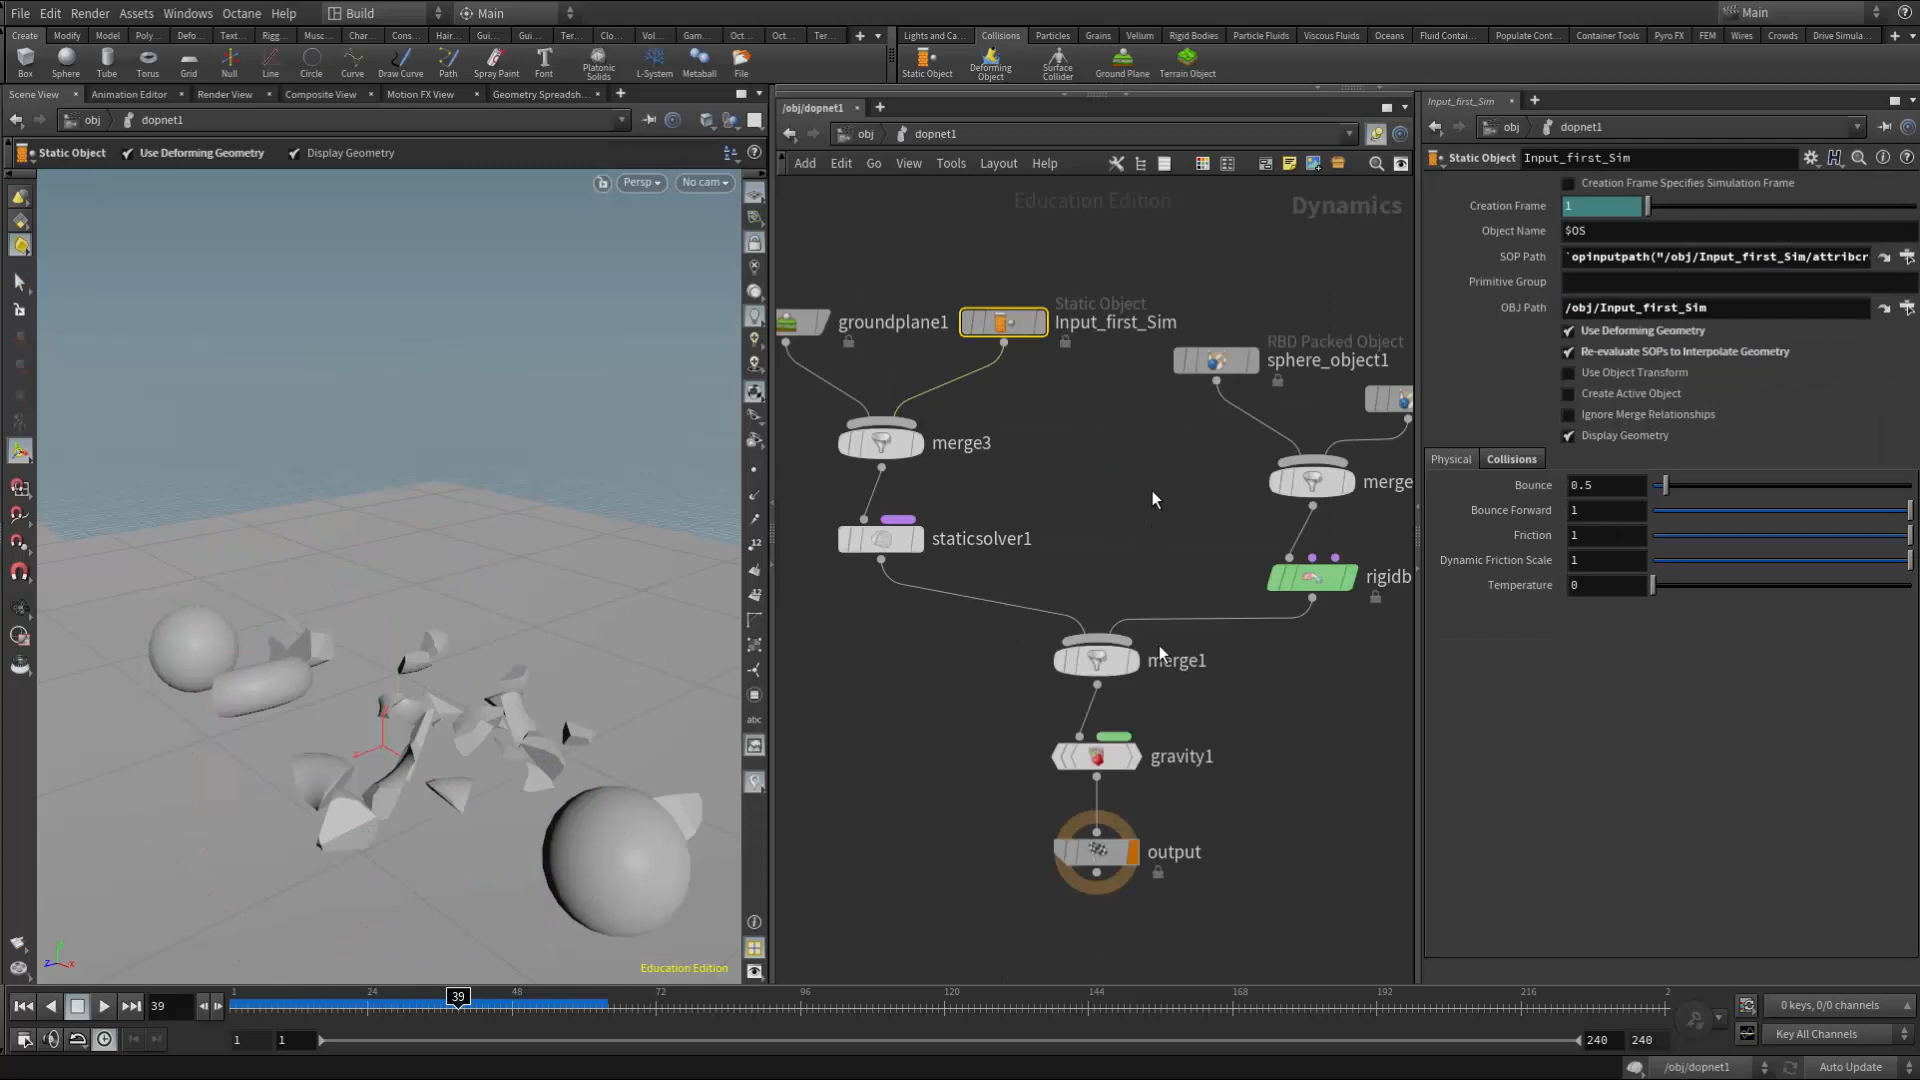 File Edit Render Assets Windows Octane Help Build Main Main
Create Modify Model Poly... Defo... Text... Rigg... Musc... Char... Cons... Hair... Gui... Gui... Ter... Clo... Vol... Gam... Oct... Oct... Ter...
Lights and Ca... Collisions Particles Grains Vellum Rigid Bodies Particle Fluids Viscous Fluids Oceans Fluid Contai... Populate Cont... Container Tools Pyro FX FEM Wires Crowds Drive Simula...
Box Sphere Tube Torus Grid Null Line Circle Curve Draw Curve Path Spray Paint Font Platonic Solids L-System Metaball File
Static Object Deforming Object Surface Collider Ground Plane Terrain Object
Scene View Animation Editor Render View Composite View Motion FX View Geometry Spreadsh...
obj dopnet1
Static Object Use Deforming Geometry Display Geometry
Persp No cam
12
12
abc
Education Edition
/obj/dopnet1
obj dopnet1
Add Edit Go View Tools Layout Help
Education Edition
Dynamics
groundplane1
Static Object
Input_first_Sim
RBD Packed Object
sphere_object1
merge3
merge
staticsolver1
rigidb
merge1
gravity1
output
Input_first_Sim
obj dopnet1
Static Object Input_first_Sim
Creation Frame Specifies Simulation Frame
Creation Frame 1
Object Name $OS
SOP Path `opinputpath("/obj/Input_first_Sim/attribcr
Primitive Group
OBJ Path /obj/Input_first_Sim
Use Deforming Geometry
Re-evaluate SOPs to Interpolate Geometry
Use Object Transform
Create Active Object
Ignore Merge Relationships
Display Geometry
Physical Collisions
Bounce 0.5
Bounce Forward 1
Friction 1
Dynamic Friction Scale 1
Temperature 0
39
1 24 39 48 72 96 120 144 168 192 216 2
0 keys, 0/0 channels
1 1 240 240
Key All Channels
/obj/dopnet1 Auto Update